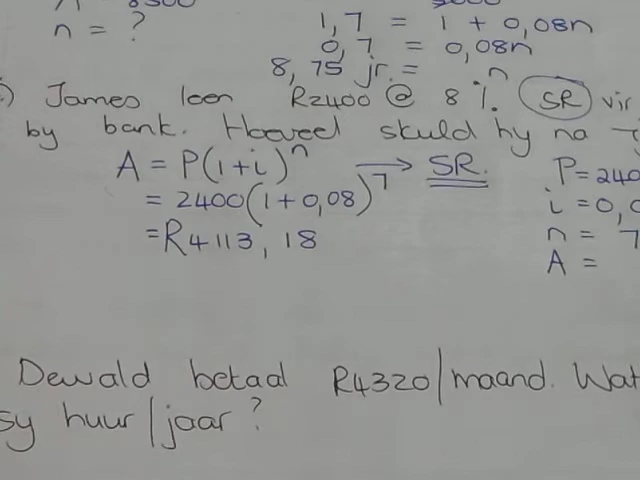 n = ?
1,7 = 1 + 0,08n
0,7 = 0,08n
8,75 jr. = n
James leen R2400 @ 8 %. SR vir
by bank. Hoeveel skuld hy na
A = P(1+i)^n → SR.
P = 240
= 2400(1+0,08)^7
i = 0,0
= R4113,18
n = 7
A =
Dewald betaal R4320/maand. Wat
sy huur/jaar?